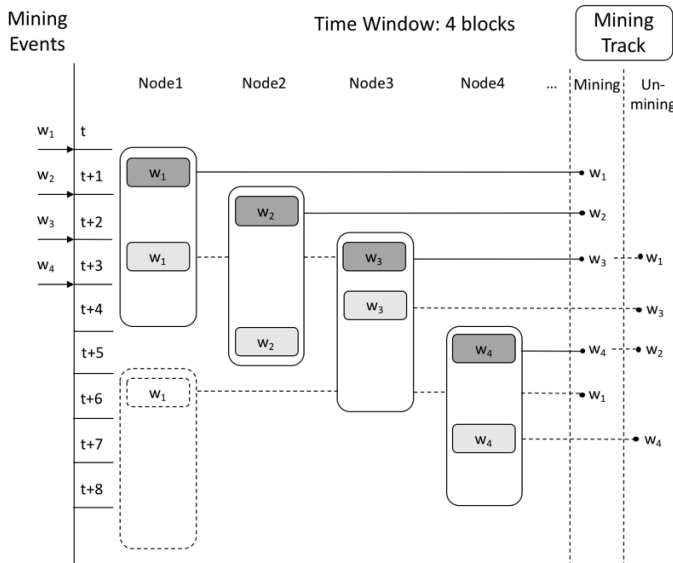 Mining
Events
Time Window: 4 blocks
Mining
Track
Node1 Node2 Node3 Node4 ... Mining Un-
mining
w1 t
w2 t+1 w1 w1
w3 t+2 w2 w2
w4 t+3 w1 w3 w3 w1
t+4 w3 w3
t+5 w2 w4 w4 w2
t+6 w1 w1
t+7 w4 w4
t+8